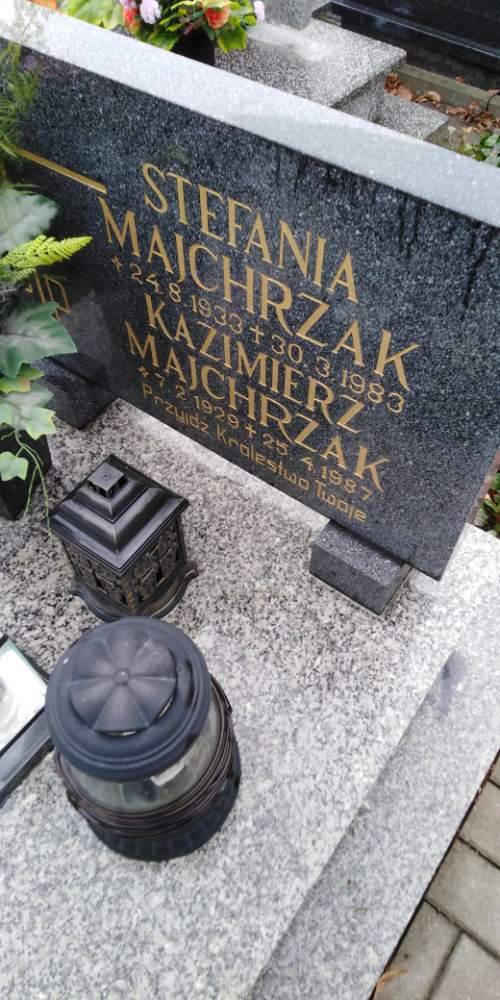 STEFANIA
MAJCHRZAK
+24.8.1933+30.3.1983
KAZIMIERZ
MAJCHRZAK
*7.2.1929+25.4.1987
Przyjdź Królestwo Twoje